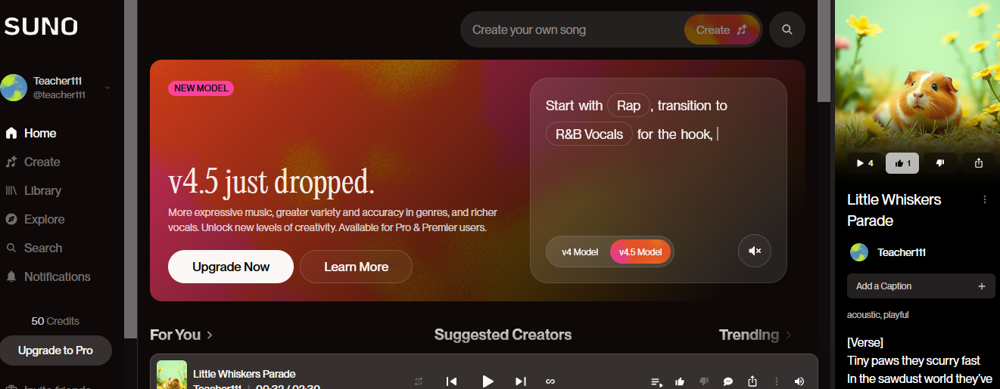 SUNO
Teacher111
@teacher111
Home
Create
Library
Explore
Search
Notifications
50 Credits
Upgrade to Pro
Invite friends
Create your own song
Create
NEW MODEL
v4.5 just dropped.
More expressive music, greater variety and accuracy in genres, and richer
vocals. Unlock new levels of creativity. Available for Pro & Premier users.
Upgrade Now
Learn More
Start with Rap, transition to
R&B Vocals for the hook,
v4 Model
v4.5 Model
For You
Suggested Creators
Trending
Little Whiskers Parade
Teacher111 | 00:32 / 02:30
4
1
Little Whiskers
Parade
Teacher111
Add a Caption
acoustic, playful
[Verse]
Tiny paws they scurry fast
In the sawdust world they've